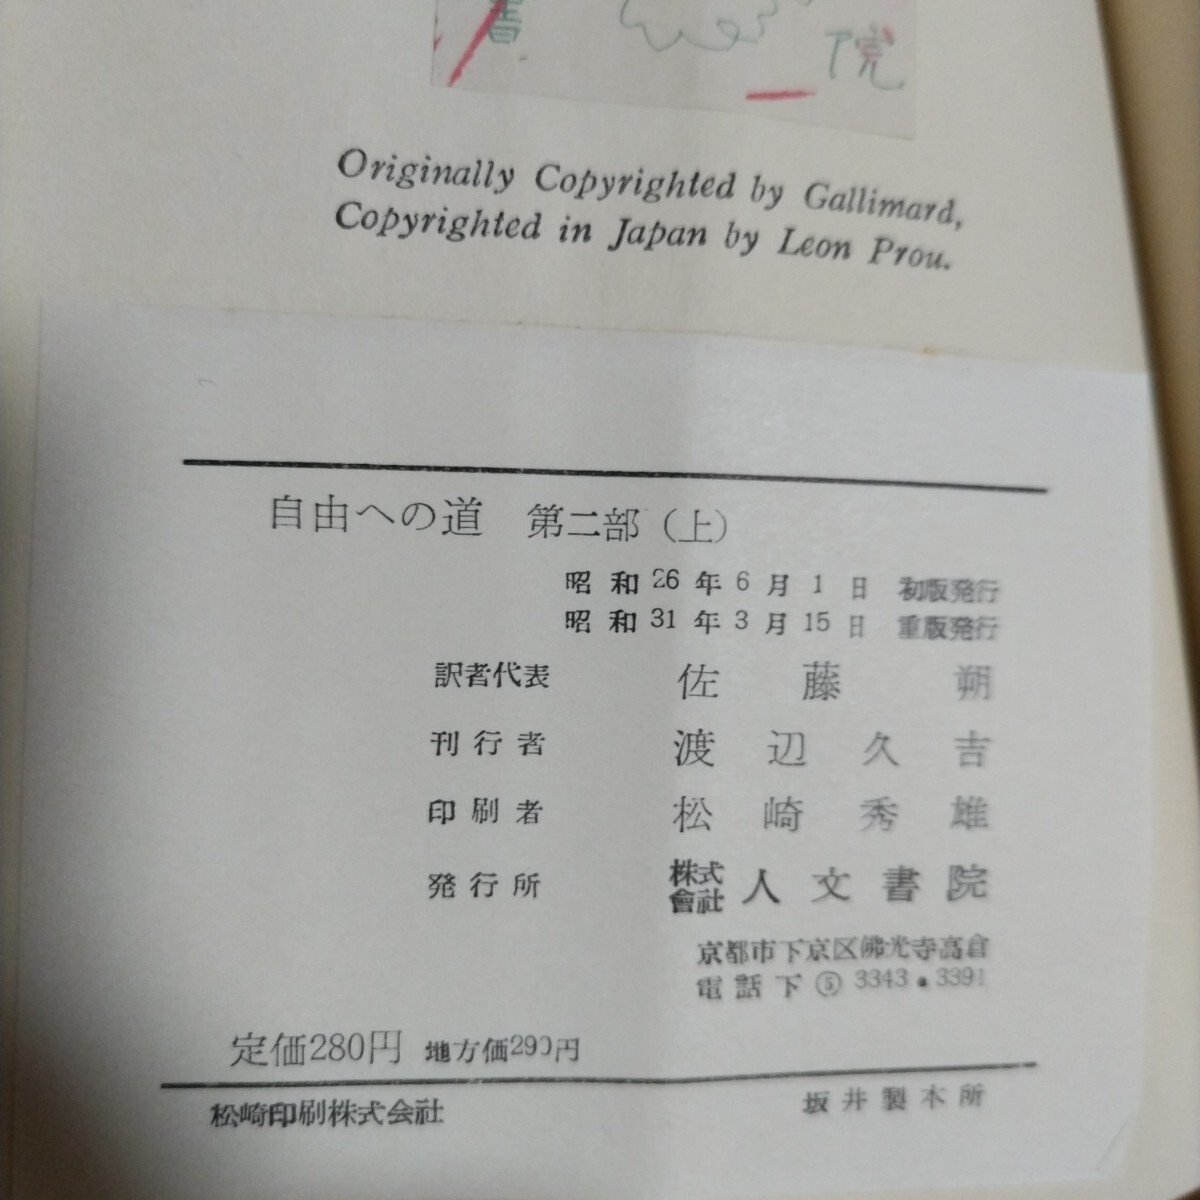 書 院
Originally Copyrighted by Gallimard,
Copyrighted in Japan by Leon Prou.
自由への道 第二部（上）
昭和26年6月1日 初版発行
昭和31年3月15日 重版発行
訳者代表 佐藤朔
刊行者 渡辺久吉
印刷者 松崎秀雄
発行所 株式會社 人文書院
京都市下京区佛光寺高倉
電話下⑤3343・3391
定価280円 地方価290円
松崎印刷株式会社 坂井製本所